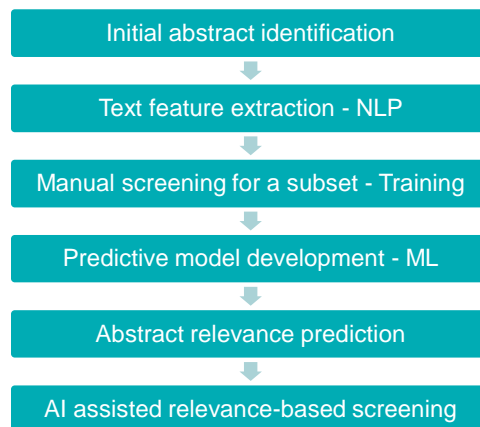 Initial abstract identification
Text feature extraction - NLP
Manual screening for a subset - Training
Predictive model development - ML
Abstract relevance prediction
AI assisted relevance-based screening